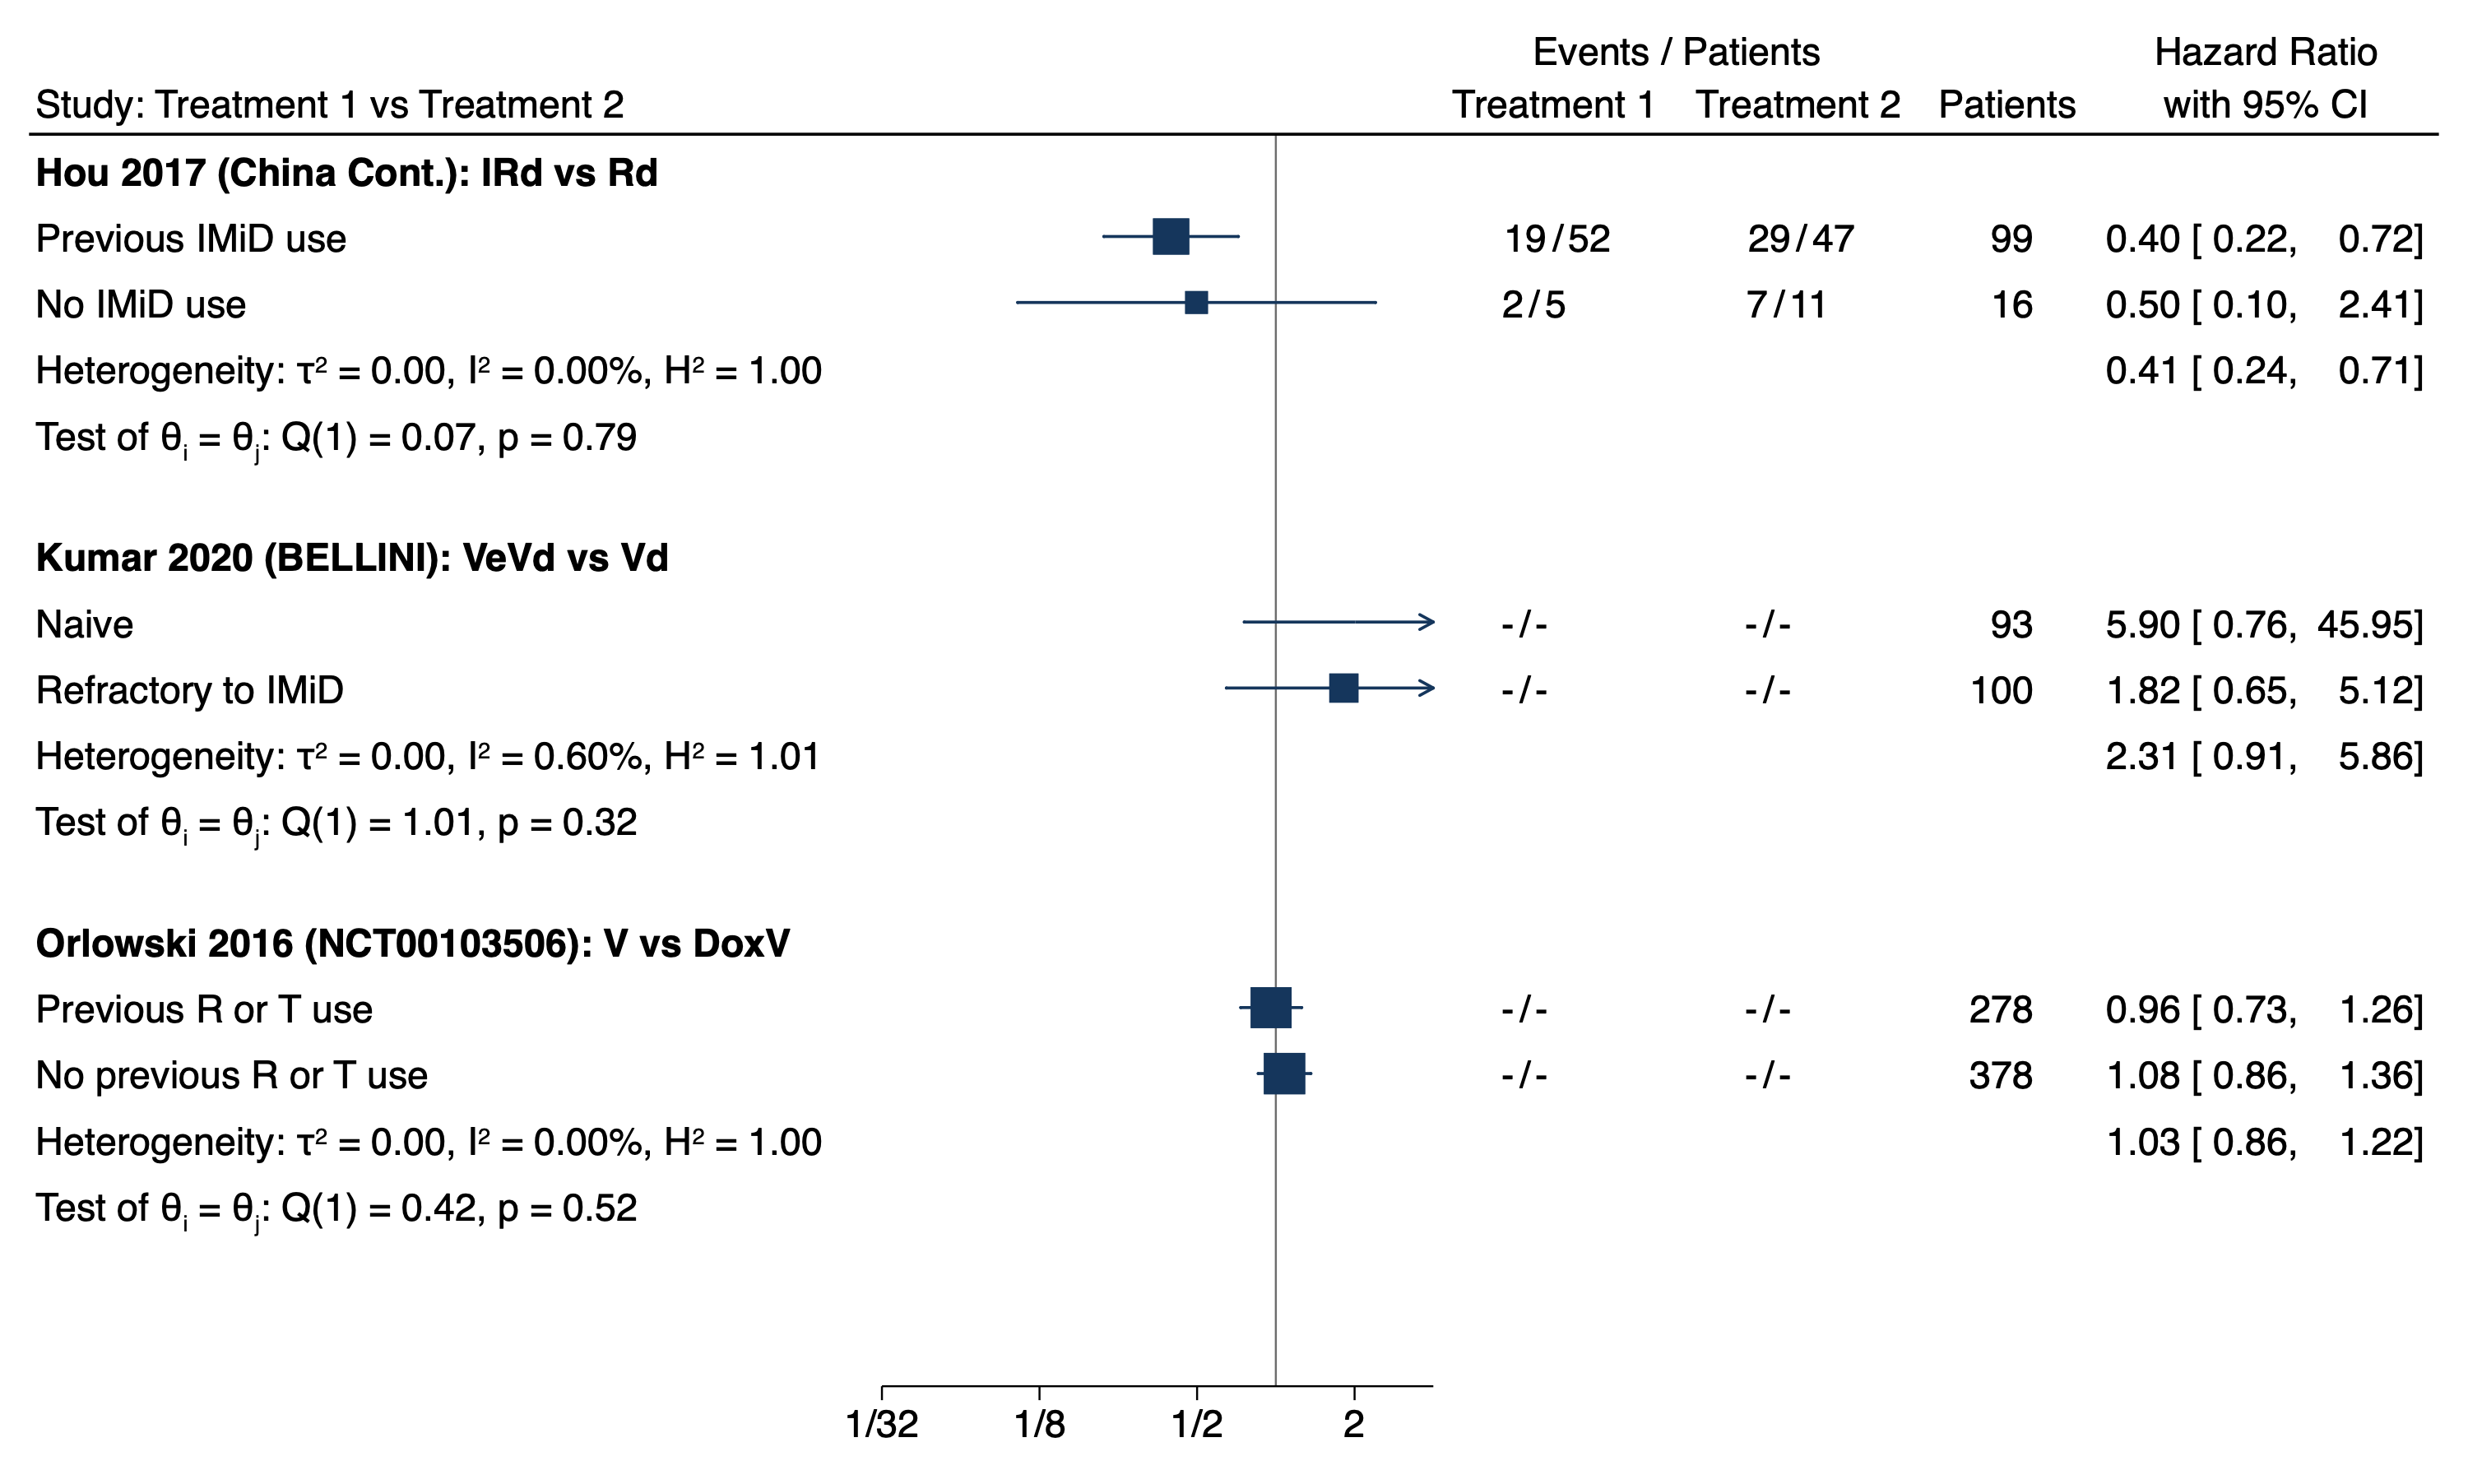 Events / Patients Hazard Ratio
Study: Treatment 1 vs Treatment 2 Treatment 1 Treatment 2 Patients with 95% CI
Hou 2017 (China Cont.): IRd vs Rd
Previous IMiD use 19/52 29/47 99 0.40 [ 0.22, 0.72]
No IMiD use 2/5 7/11 16 0.50 [ 0.10, 2.41]
Heterogeneity: τ² = 0.00, I² = 0.00%, H² = 1.00 0.41 [ 0.24, 0.71]
Test of θᵢ = θⱼ: Q(1) = 0.07, p = 0.79
Kumar 2020 (BELLINI): VeVd vs Vd
Naive -/- -/- 93 5.90 [ 0.76, 45.95]
Refractory to IMiD -/- -/- 100 1.82 [ 0.65, 5.12]
Heterogeneity: τ² = 0.00, I² = 0.60%, H² = 1.01 2.31 [ 0.91, 5.86]
Test of θᵢ = θⱼ: Q(1) = 1.01, p = 0.32
Orlowski 2016 (NCT00103506): V vs DoxV
Previous R or T use -/- -/- 278 0.96 [ 0.73, 1.26]
No previous R or T use -/- -/- 378 1.08 [ 0.86, 1.36]
Heterogeneity: τ² = 0.00, I² = 0.00%, H² = 1.00 1.03 [ 0.86, 1.22]
Test of θᵢ = θⱼ: Q(1) = 0.42, p = 0.52
1/32 1/8 1/2 2